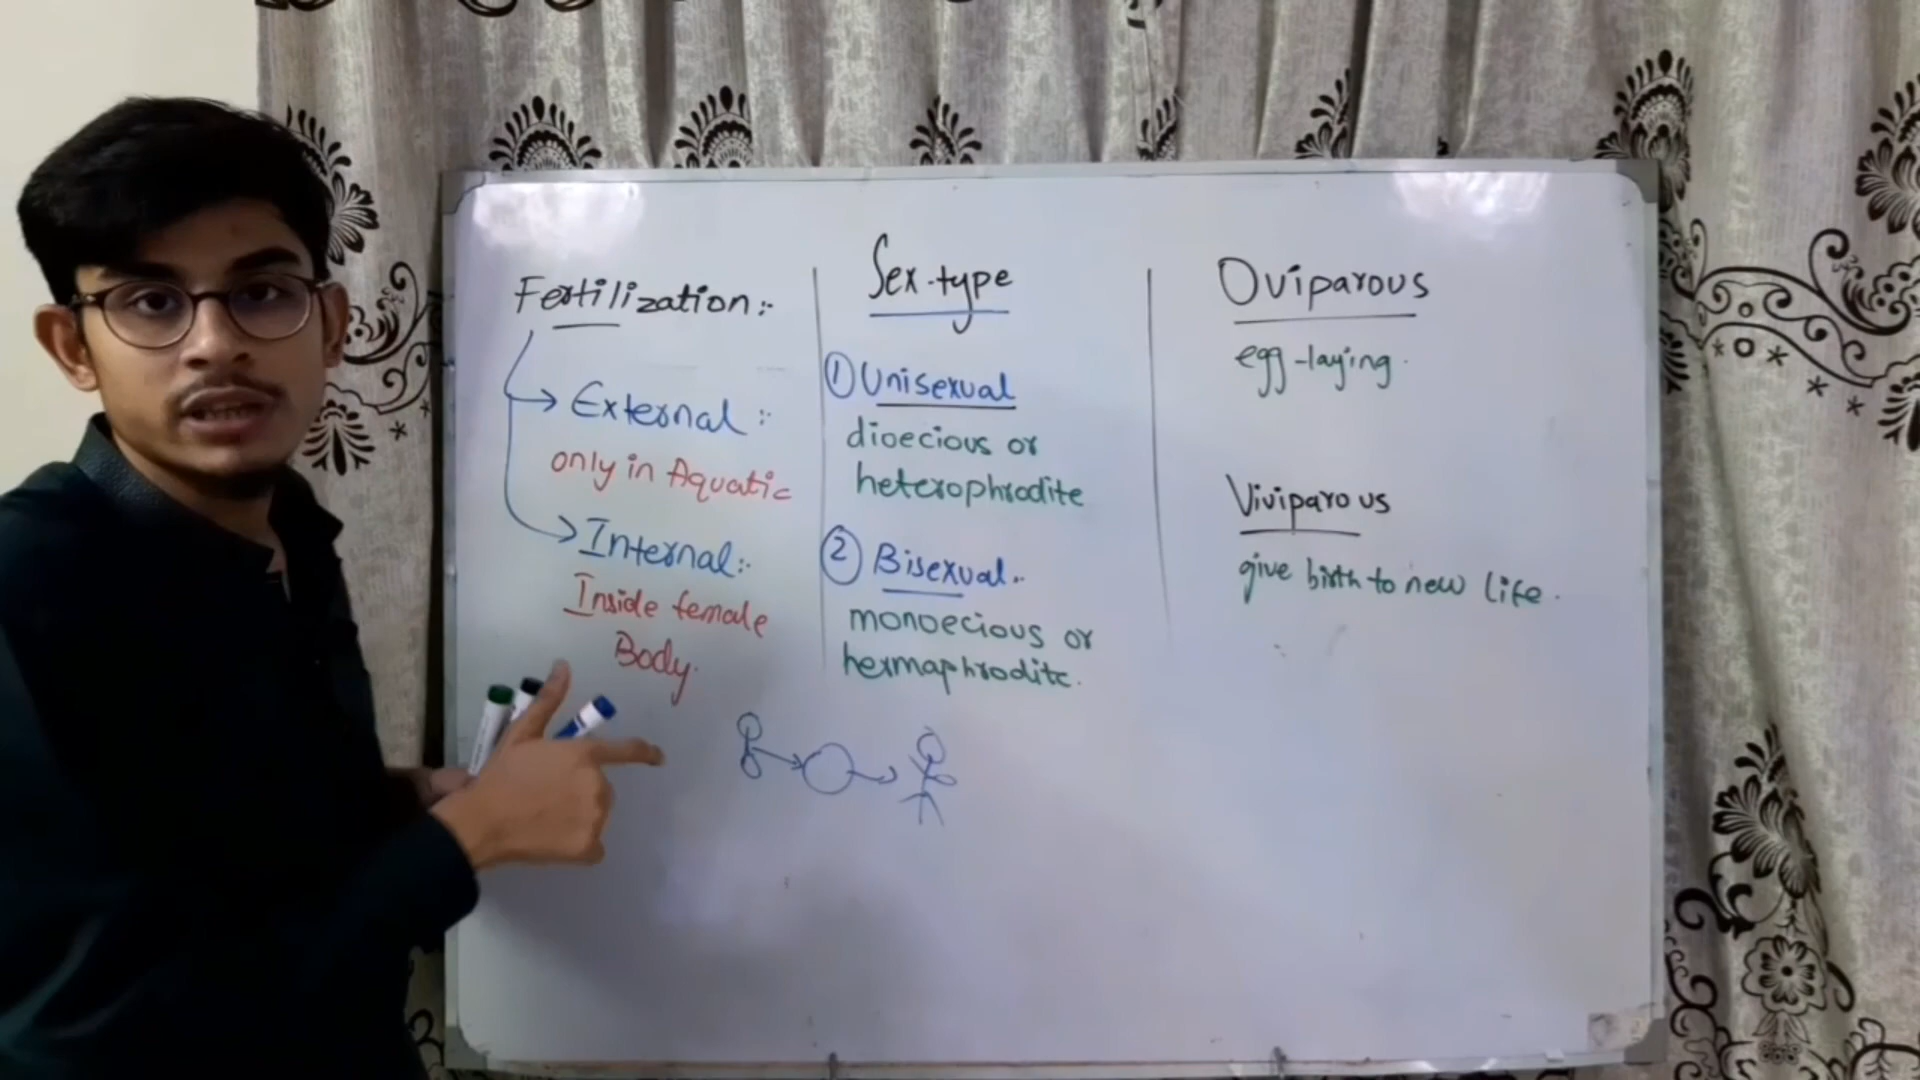 Fertilization:-
External :-
only in Aquatic
Internal:-
Inside female
Body.
Sex-type
① Unisexual
dioecious or
heterophrodite
② Bisexual..
monoecious or
hermaphrodite.
Oviparous
egg-laying.
Viviparous
give birth to new life.